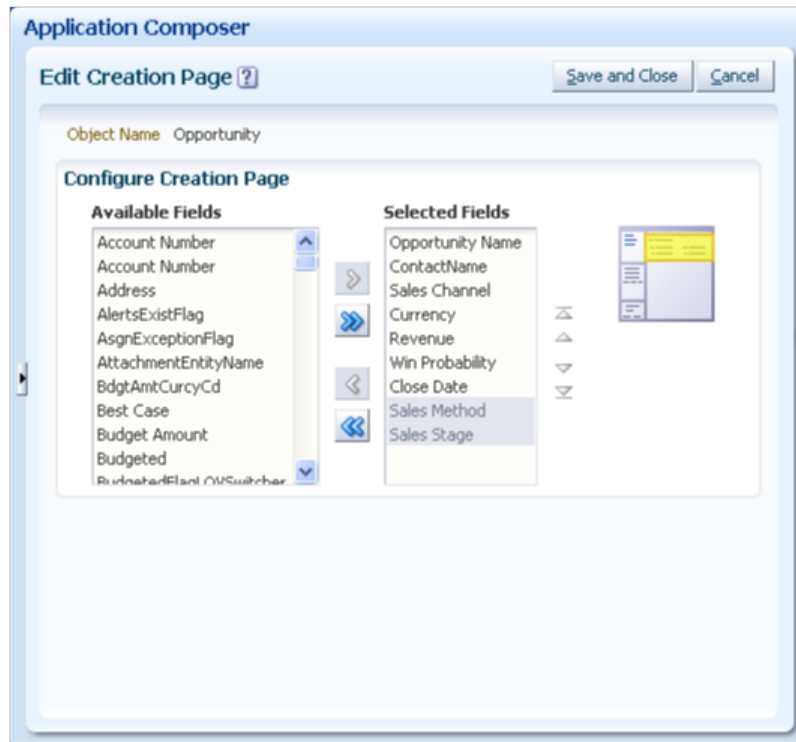 Application Composer
Edit Creation Page ?
Save and Close
Cancel
Object Name Opportunity
Configure Creation Page
Available Fields
Account Number
Account Number
Address
AlertsExistFlag
AsgnExceptionFlag
AttachmentEntityName
BdgtAmtCurcyCd
Best Case
Budget Amount
Budgeted
BudgetedFlagLOVSwitcher
Selected Fields
Opportunity Name
ContactName
Sales Channel
Currency
Revenue
Win Probability
Close Date
Sales Method
Sales Stage